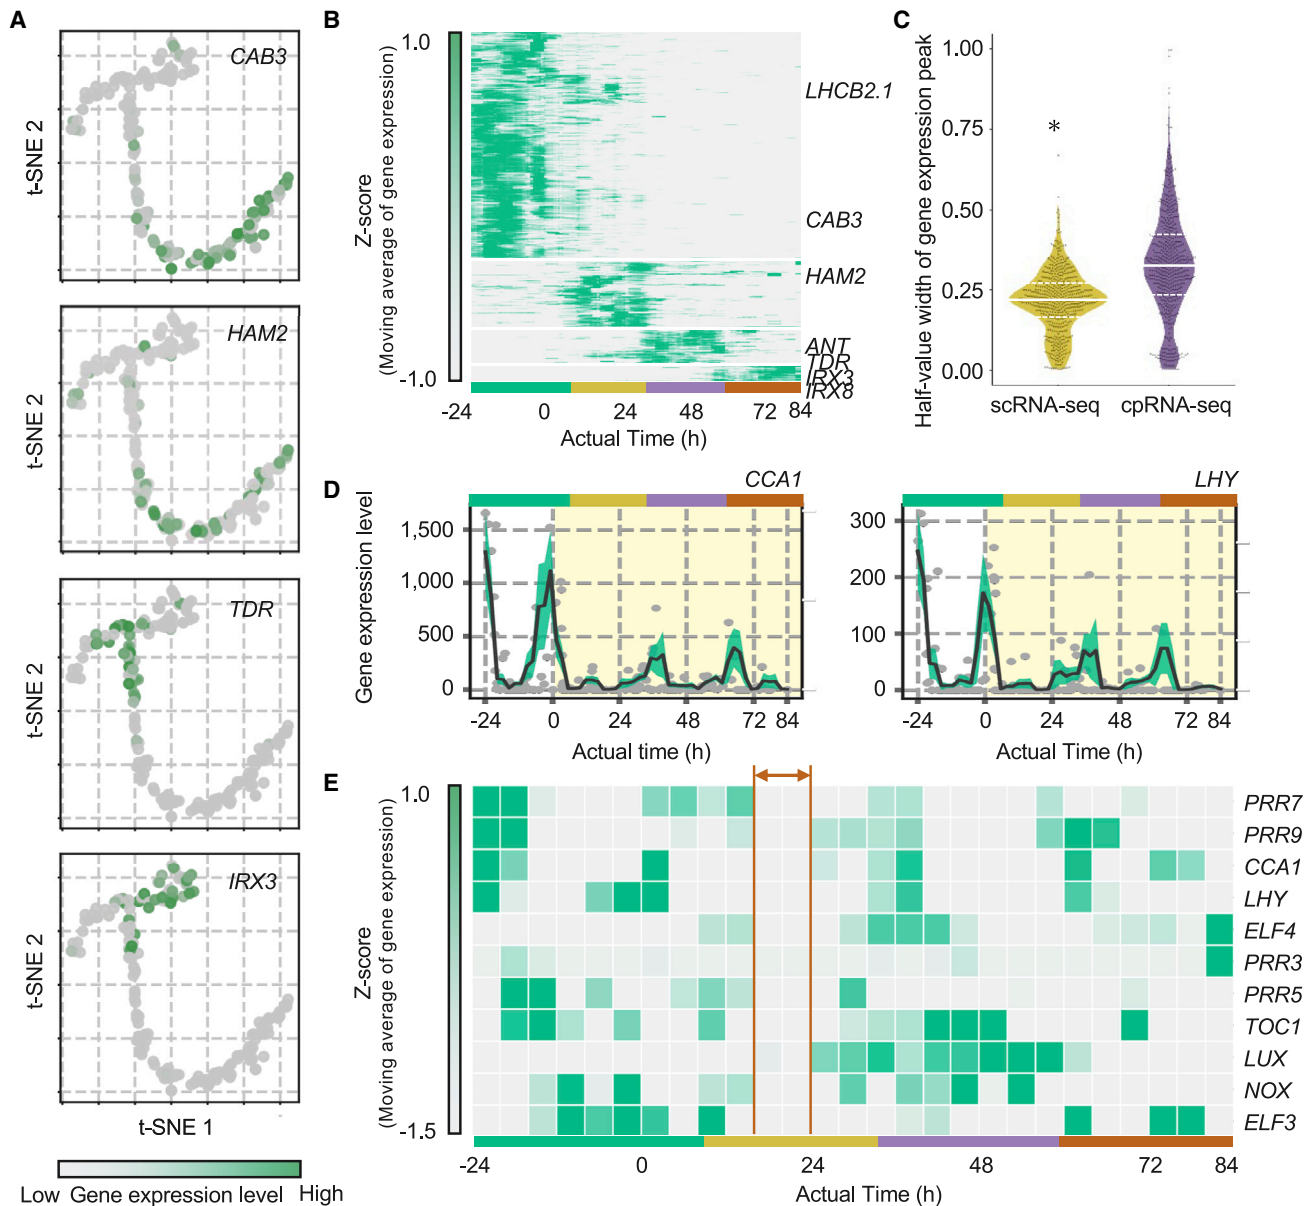 A
CAB3
t-SNE 2
HAM2
t-SNE 2
TDR
t-SNE 2
IRX3
t-SNE 2
t-SNE 1
Low Gene expression level High
B
1.0
Z-score
(Moving average of gene expression)
-1.0
LHCB2.1
CAB3
HAM2
ANT
TDR
IRX3
IRX8
-24 0 24 48 72 84
Actual Time (h)
C
Half-value width of gene expression peak
1.00
0.75
0.50
0.25
0.00
*
scRNA-seq cpRNA-seq
D
CCA1
Gene expression level
1,500
1,000
500
0
-24 0 24 48 72 84
Actual time (h)
LHY
300
200
100
0
-24 0 24 48 72 84
Actual Time (h)
E
1.0
Z-score
(Moving average of gene expression)
-1.5
PRR7
PRR9
CCA1
LHY
ELF4
PRR3
PRR5
TOC1
LUX
NOX
ELF3
-24 0 24 48 72 84
Actual Time (h)